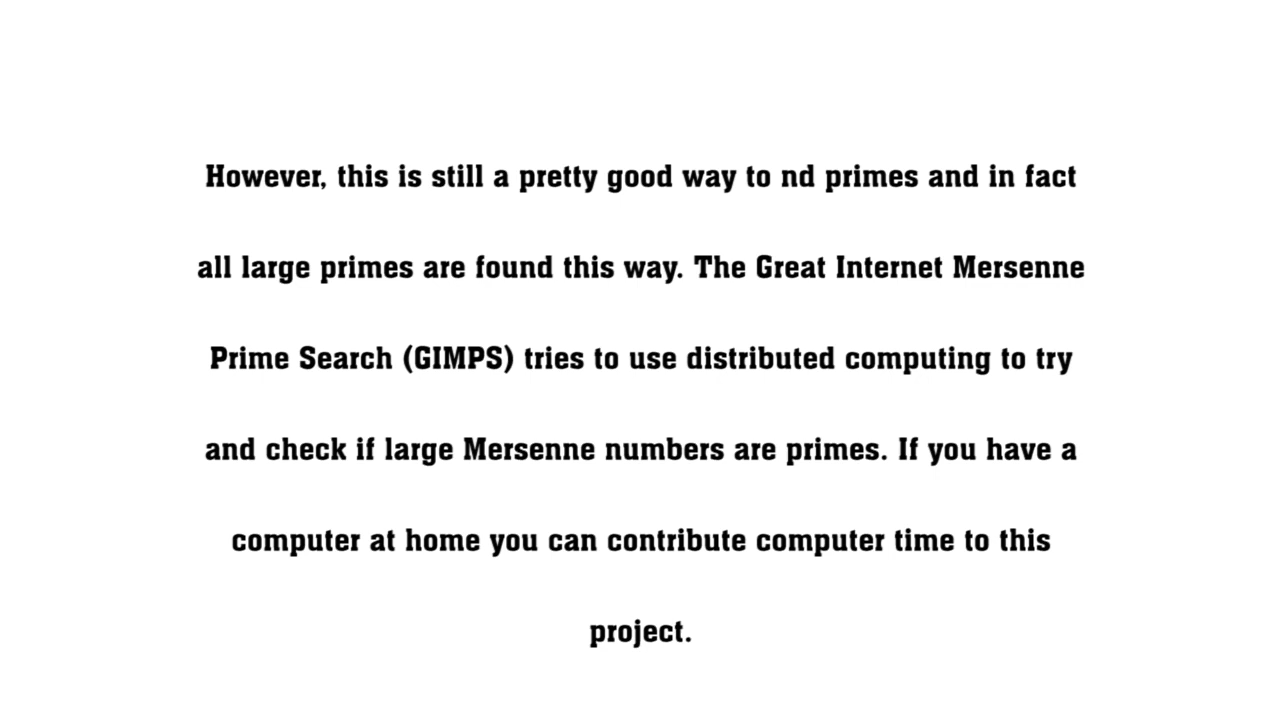 However, this is still a pretty good way to nd primes and in fact
all large primes are found this way. The Great Internet Mersenne
Prime Search (GIMPS) tries to use distributed computing to try
and check if large Mersenne numbers are primes. If you have a
computer at home you can contribute computer time to this
project.